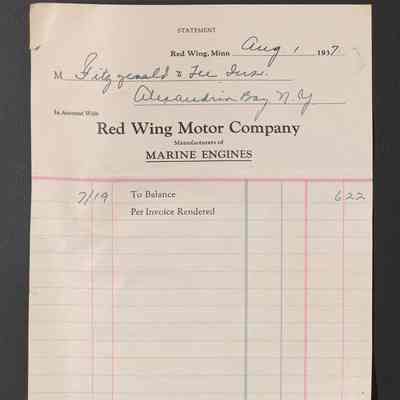 STATEMENT
Red Wing, Minn Aug 1 1937
M Fitzgerald & Lee Inc.
Alexandria Bay N.Y
In Account With
Red Wing Motor Company
Manufacturers of
MARINE ENGINES
7/19 To Balance 622
Per Invoice Rendered